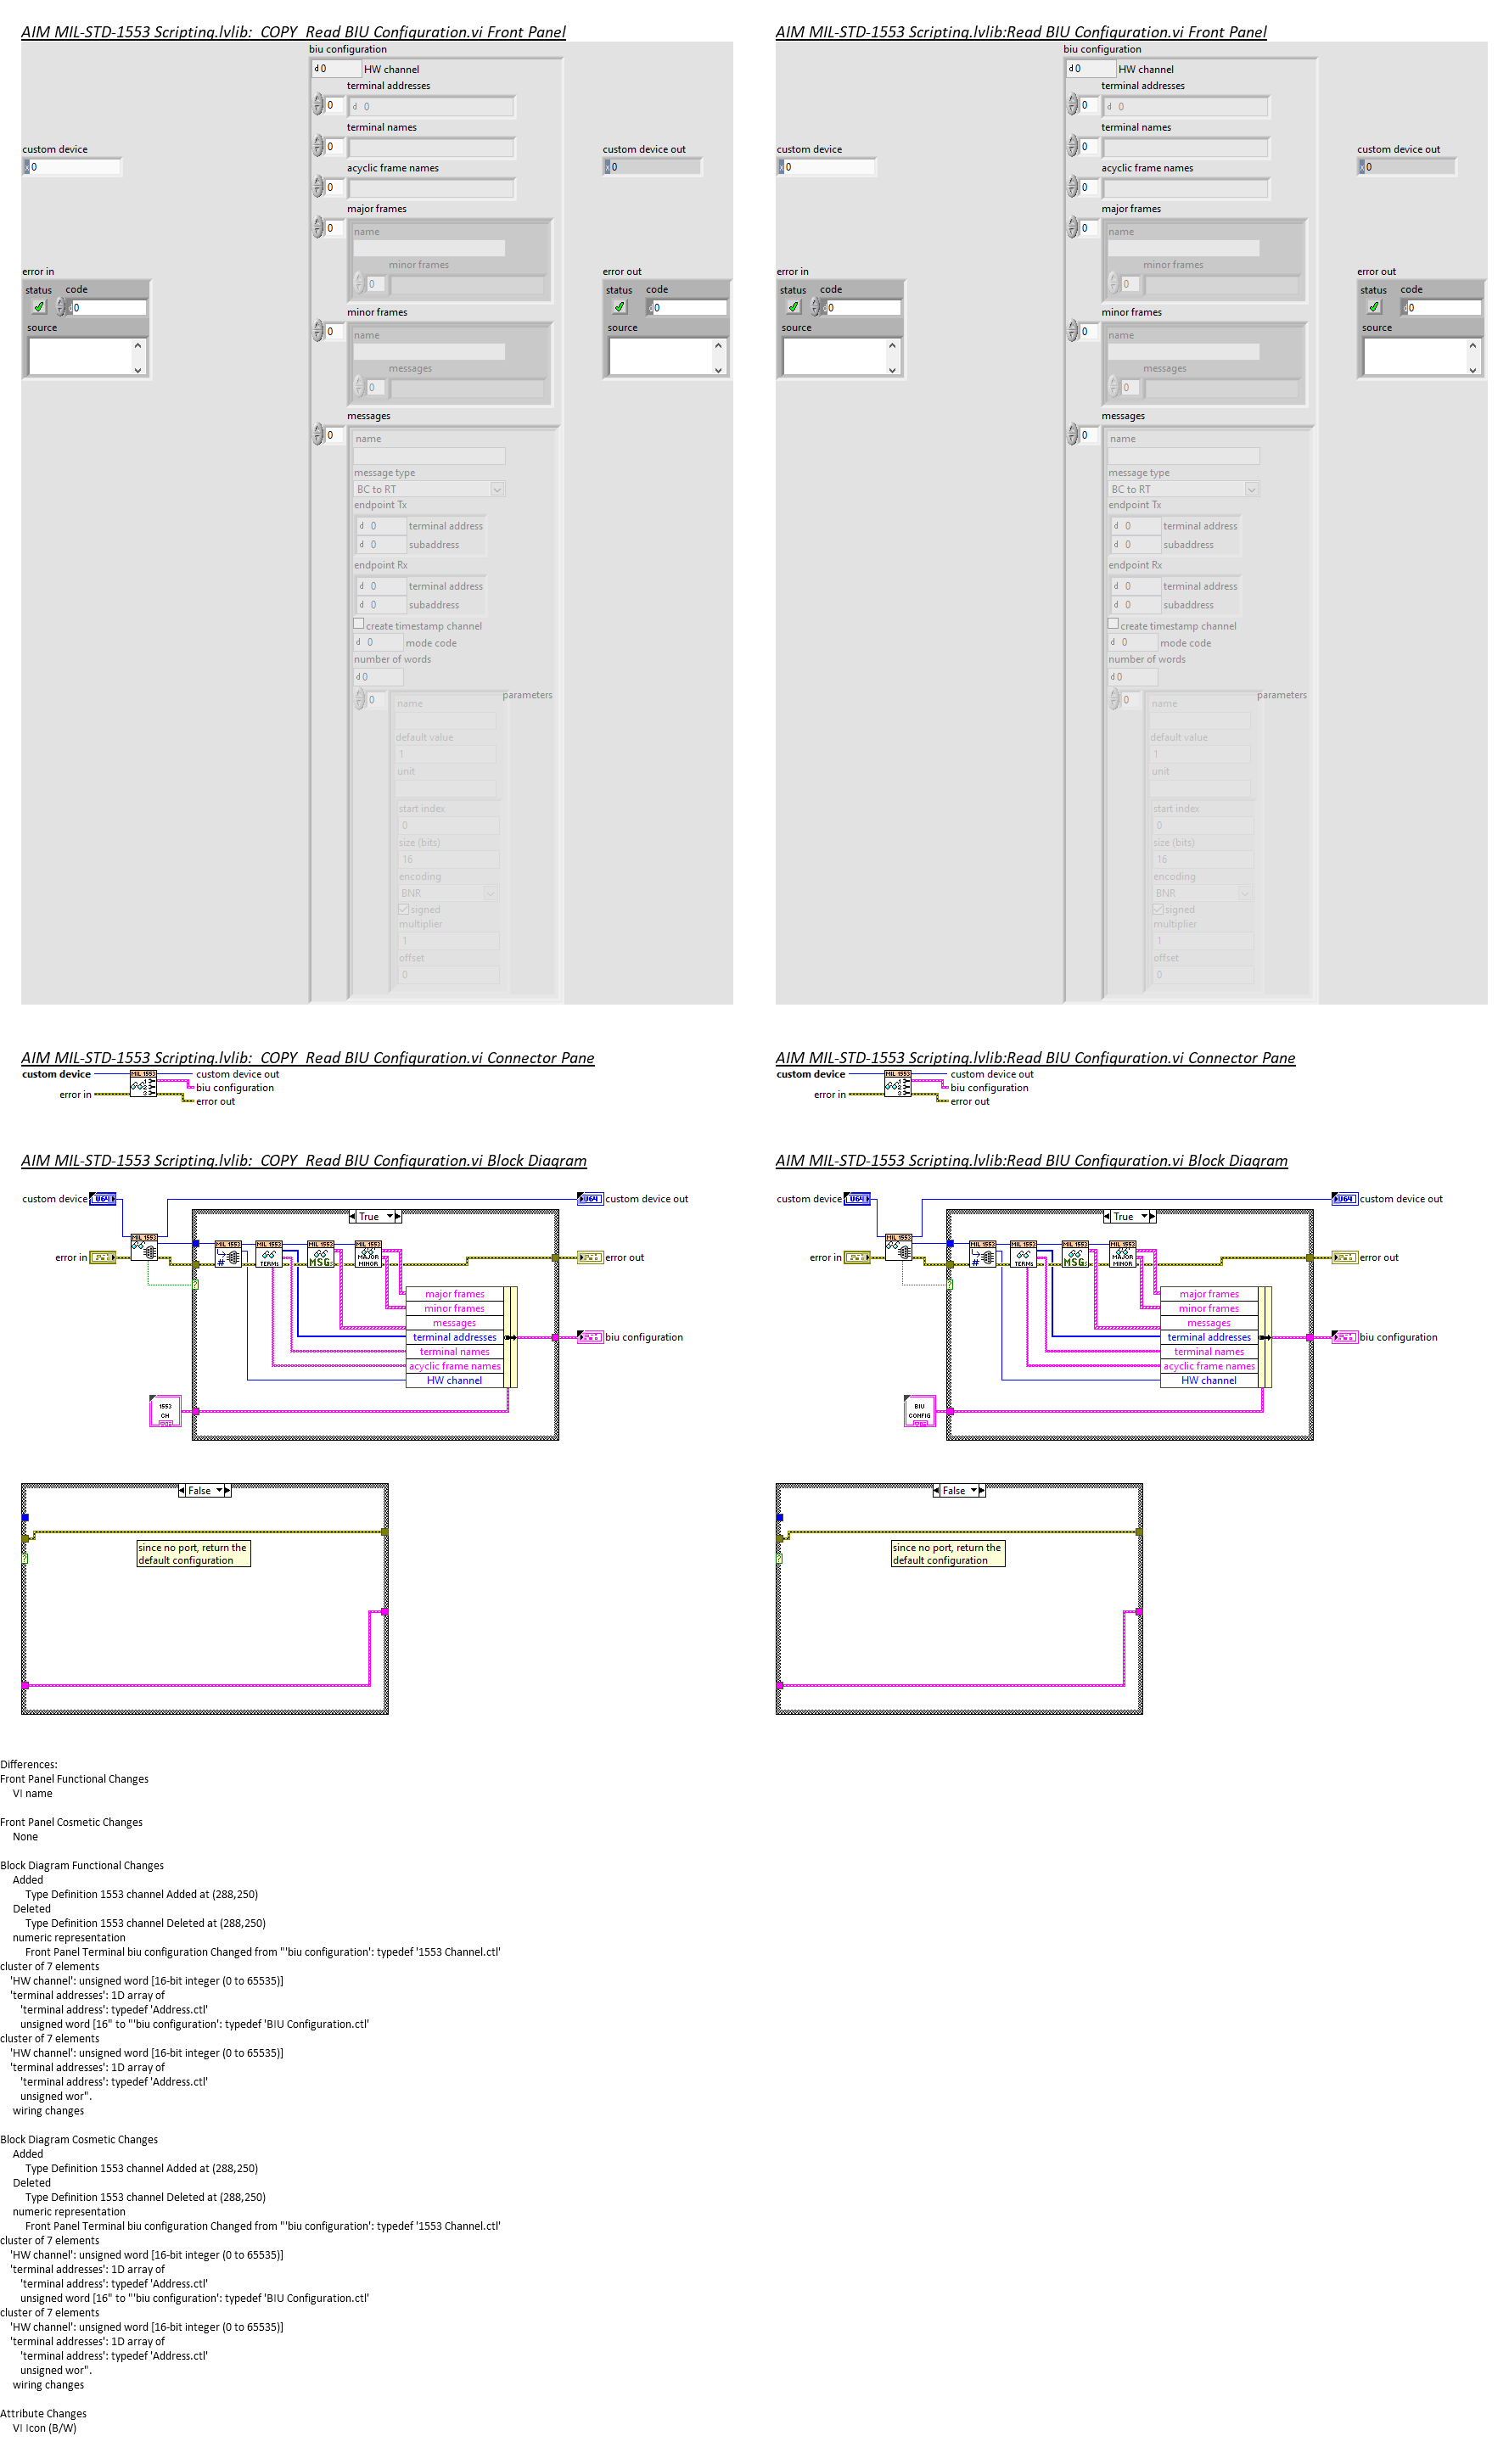 AIM MIL-STD-1553 Scripting.lvlib:  COPY  Read BIU Configuration.vi Front Panel
biu configuration
d 0 HW channel
terminal addresses
0 d 0
terminal names
0
custom device
x 0
custom device out
x 0
acyclic frame names
0
major frames
0
name
minor frames
0
error in
status code
d 0
source
error out
status code
d 0
source
minor frames
0
name
messages
0
messages
0
name
message type
BC to RT
endpoint Tx
d 0 terminal address
d 0 subaddress
endpoint Rx
d 0 terminal address
d 0 subaddress
create timestamp channel
d 0 mode code
number of words
d 0
0 parameters
name
default value
1
unit
start index
0
size (bits)
16
encoding
BNR
signed
multiplier
1
offset
0
AIM MIL-STD-1553 Scripting.lvlib:Read BIU Configuration.vi Front Panel
biu configuration
d 0 HW channel
terminal addresses
0 d 0
terminal names
0
custom device
x 0
custom device out
x 0
acyclic frame names
0
major frames
0
name
minor frames
0
error in
status code
d 0
source
error out
status code
d 0
source
minor frames
0
name
messages
0
messages
0
name
message type
BC to RT
endpoint Tx
d 0 terminal address
d 0 subaddress
endpoint Rx
d 0 terminal address
d 0 subaddress
create timestamp channel
d 0 mode code
number of words
d 0
0 parameters
name
default value
1
unit
start index
0
size (bits)
16
encoding
BNR
signed
multiplier
1
offset
0
AIM MIL-STD-1553 Scripting.lvlib:  COPY  Read BIU Configuration.vi Connector Pane
custom device MIL 1553 custom device out
biu configuration
error in error out
AIM MIL-STD-1553 Scripting.lvlib:Read BIU Configuration.vi Connector Pane
custom device MIL 1553 custom device out
biu configuration
error in error out
AIM MIL-STD-1553 Scripting.lvlib:  COPY  Read BIU Configuration.vi Block Diagram
custom device U64 U64 custom device out
True
MIL 1553 MIL 1553 MIL 1553 MIL 1553 MIL 1553
error in # TERMs MSGs MAJOR MINOR error out
?
major frames
minor frames
messages
terminal addresses biu configuration
terminal names
acyclic frame names
HW channel
1553
CH
False
since no port, return the
default configuration
?
AIM MIL-STD-1553 Scripting.lvlib:Read BIU Configuration.vi Block Diagram
custom device U64 U64 custom device out
True
MIL 1553 MIL 1553 MIL 1553 MIL 1553 MIL 1553
error in # TERMs MSGs MAJOR MINOR error out
?
major frames
minor frames
messages
terminal addresses biu configuration
terminal names
acyclic frame names
HW channel
BIU
CONFIG
False
since no port, return the
default configuration
?
Differences:
Front Panel Functional Changes
VI name
Front Panel Cosmetic Changes
None
Block Diagram Functional Changes
Added
Type Definition 1553 channel Added at (288,250)
Deleted
Type Definition 1553 channel Deleted at (288,250)
numeric representation
Front Panel Terminal biu configuration Changed from "'biu configuration': typedef '1553 Channel.ctl'
cluster of 7 elements
'HW channel': unsigned word [16-bit integer (0 to 65535)]
'terminal addresses': 1D array of
'terminal address': typedef 'Address.ctl'
unsigned word [16" to "'biu configuration': typedef 'BIU Configuration.ctl'
cluster of 7 elements
'HW channel': unsigned word [16-bit integer (0 to 65535)]
'terminal addresses': 1D array of
'terminal address': typedef 'Address.ctl'
unsigned wor".
wiring changes
Block Diagram Cosmetic Changes
Added
Type Definition 1553 channel Added at (288,250)
Deleted
Type Definition 1553 channel Deleted at (288,250)
numeric representation
Front Panel Terminal biu configuration Changed from "'biu configuration': typedef '1553 Channel.ctl'
cluster of 7 elements
'HW channel': unsigned word [16-bit integer (0 to 65535)]
'terminal addresses': 1D array of
'terminal address': typedef 'Address.ctl'
unsigned word [16" to "'biu configuration': typedef 'BIU Configuration.ctl'
cluster of 7 elements
'HW channel': unsigned word [16-bit integer (0 to 65535)]
'terminal addresses': 1D array of
'terminal address': typedef 'Address.ctl'
unsigned wor".
wiring changes
Attribute Changes
VI Icon (B/W)